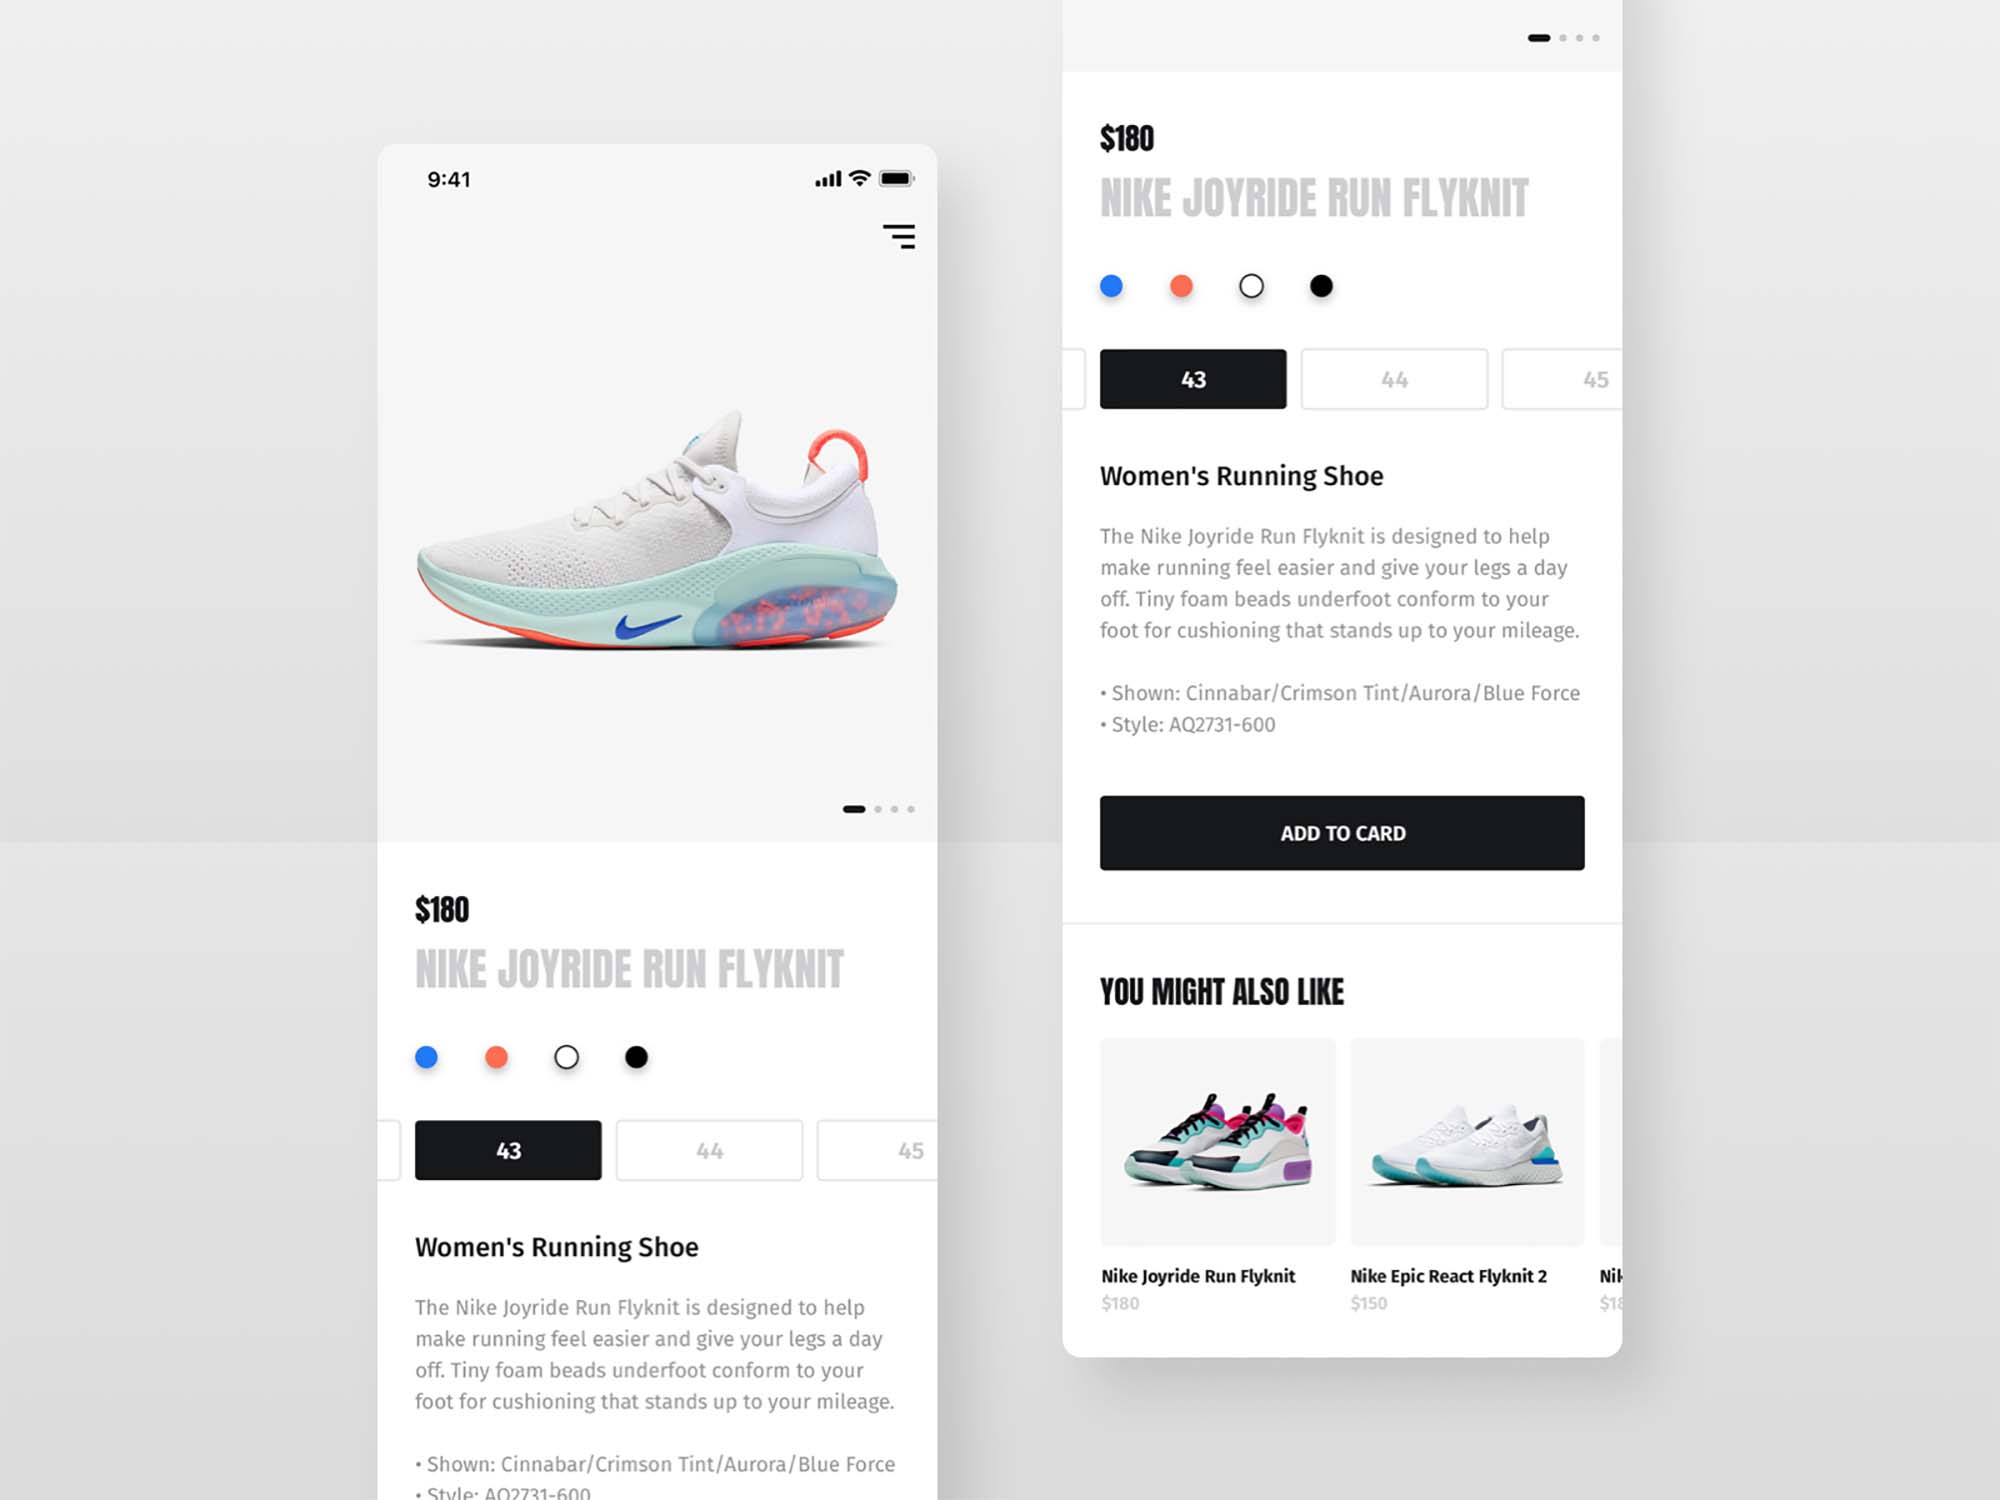 9:41
$180
NIKE JOYRIDE RUN FLYKNIT
43 44 45
Women's Running Shoe
The Nike Joyride Run Flyknit is designed to help
make running feel easier and give your legs a day
off. Tiny foam beads underfoot conform to your
foot for cushioning that stands up to your mileage.
• Shown: Cinnabar/Crimson Tint/Aurora/Blue Force
• Style: AQ2731-600
$180
NIKE JOYRIDE RUN FLYKNIT
43 44 45
Women's Running Shoe
The Nike Joyride Run Flyknit is designed to help
make running feel easier and give your legs a day
off. Tiny foam beads underfoot conform to your
foot for cushioning that stands up to your mileage.
• Shown: Cinnabar/Crimson Tint/Aurora/Blue Force
• Style: AQ2731-600
ADD TO CARD
YOU MIGHT ALSO LIKE
Nike Joyride Run Flyknit Nike Epic React Flyknit 2
$180 $150